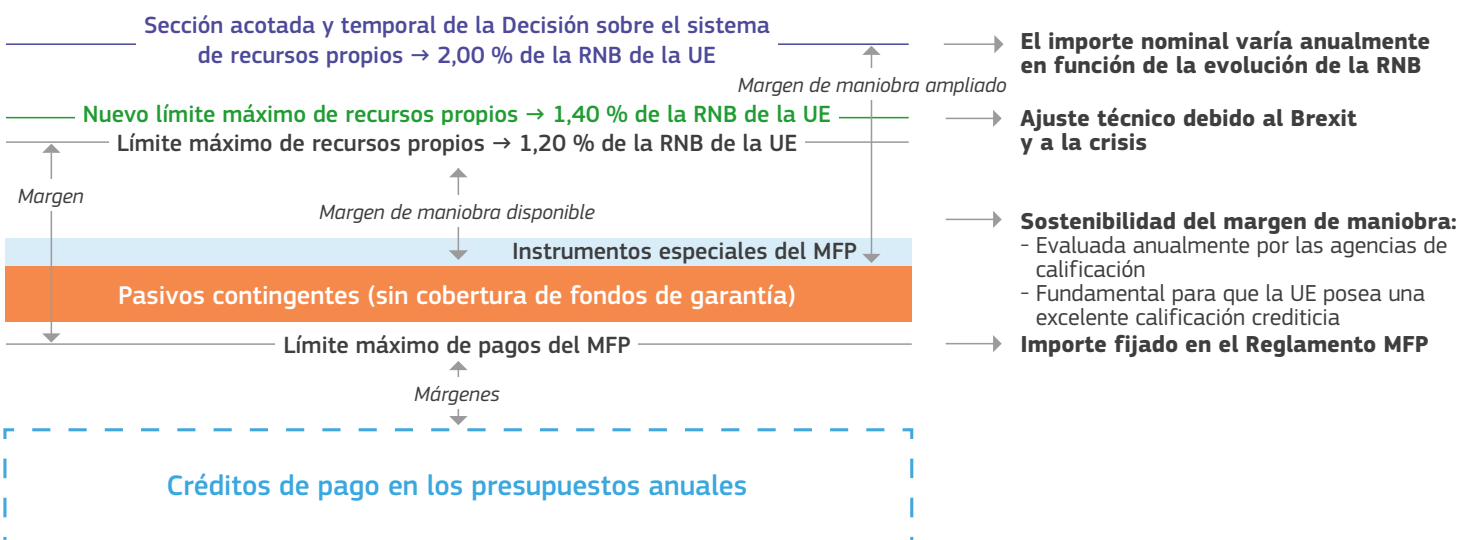 Sección acotada y temporal de la Decisión sobre el sistema
de recursos propios → 2,00 % de la RNB de la UE
El importe nominal varía anualmente
en función de la evolución de la RNB
Margen de maniobra ampliado
Nuevo límite máximo de recursos propios → 1,40 % de la RNB de la UE
Ajuste técnico debido al Brexit
y a la crisis
Límite máximo de recursos propios → 1,20 % de la RNB de la UE
Margen
Margen de maniobra disponible
Sostenibilidad del margen de maniobra:
- Evaluada anualmente por las agencias de
calificación
- Fundamental para que la UE posea una
excelente calificación crediticia
Instrumentos especiales del MFP
Pasivos contingentes (sin cobertura de fondos de garantía)
Límite máximo de pagos del MFP
Importe fijado en el Reglamento MFP
Márgenes
Créditos de pago en los presupuestos anuales